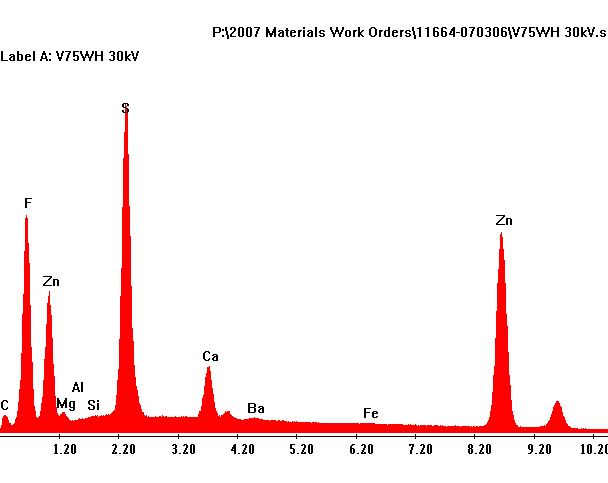 P:\2007 Materials Work Orders\11664-070306\V75WH 30kV.s
Label A: V75WH 30kV
S
F
Zn
Zn
Ca
Al
C Mg Si Ba Fe
1.20 2.20 3.20 4.20 5.20 6.20 7.20 8.20 9.20 10.20